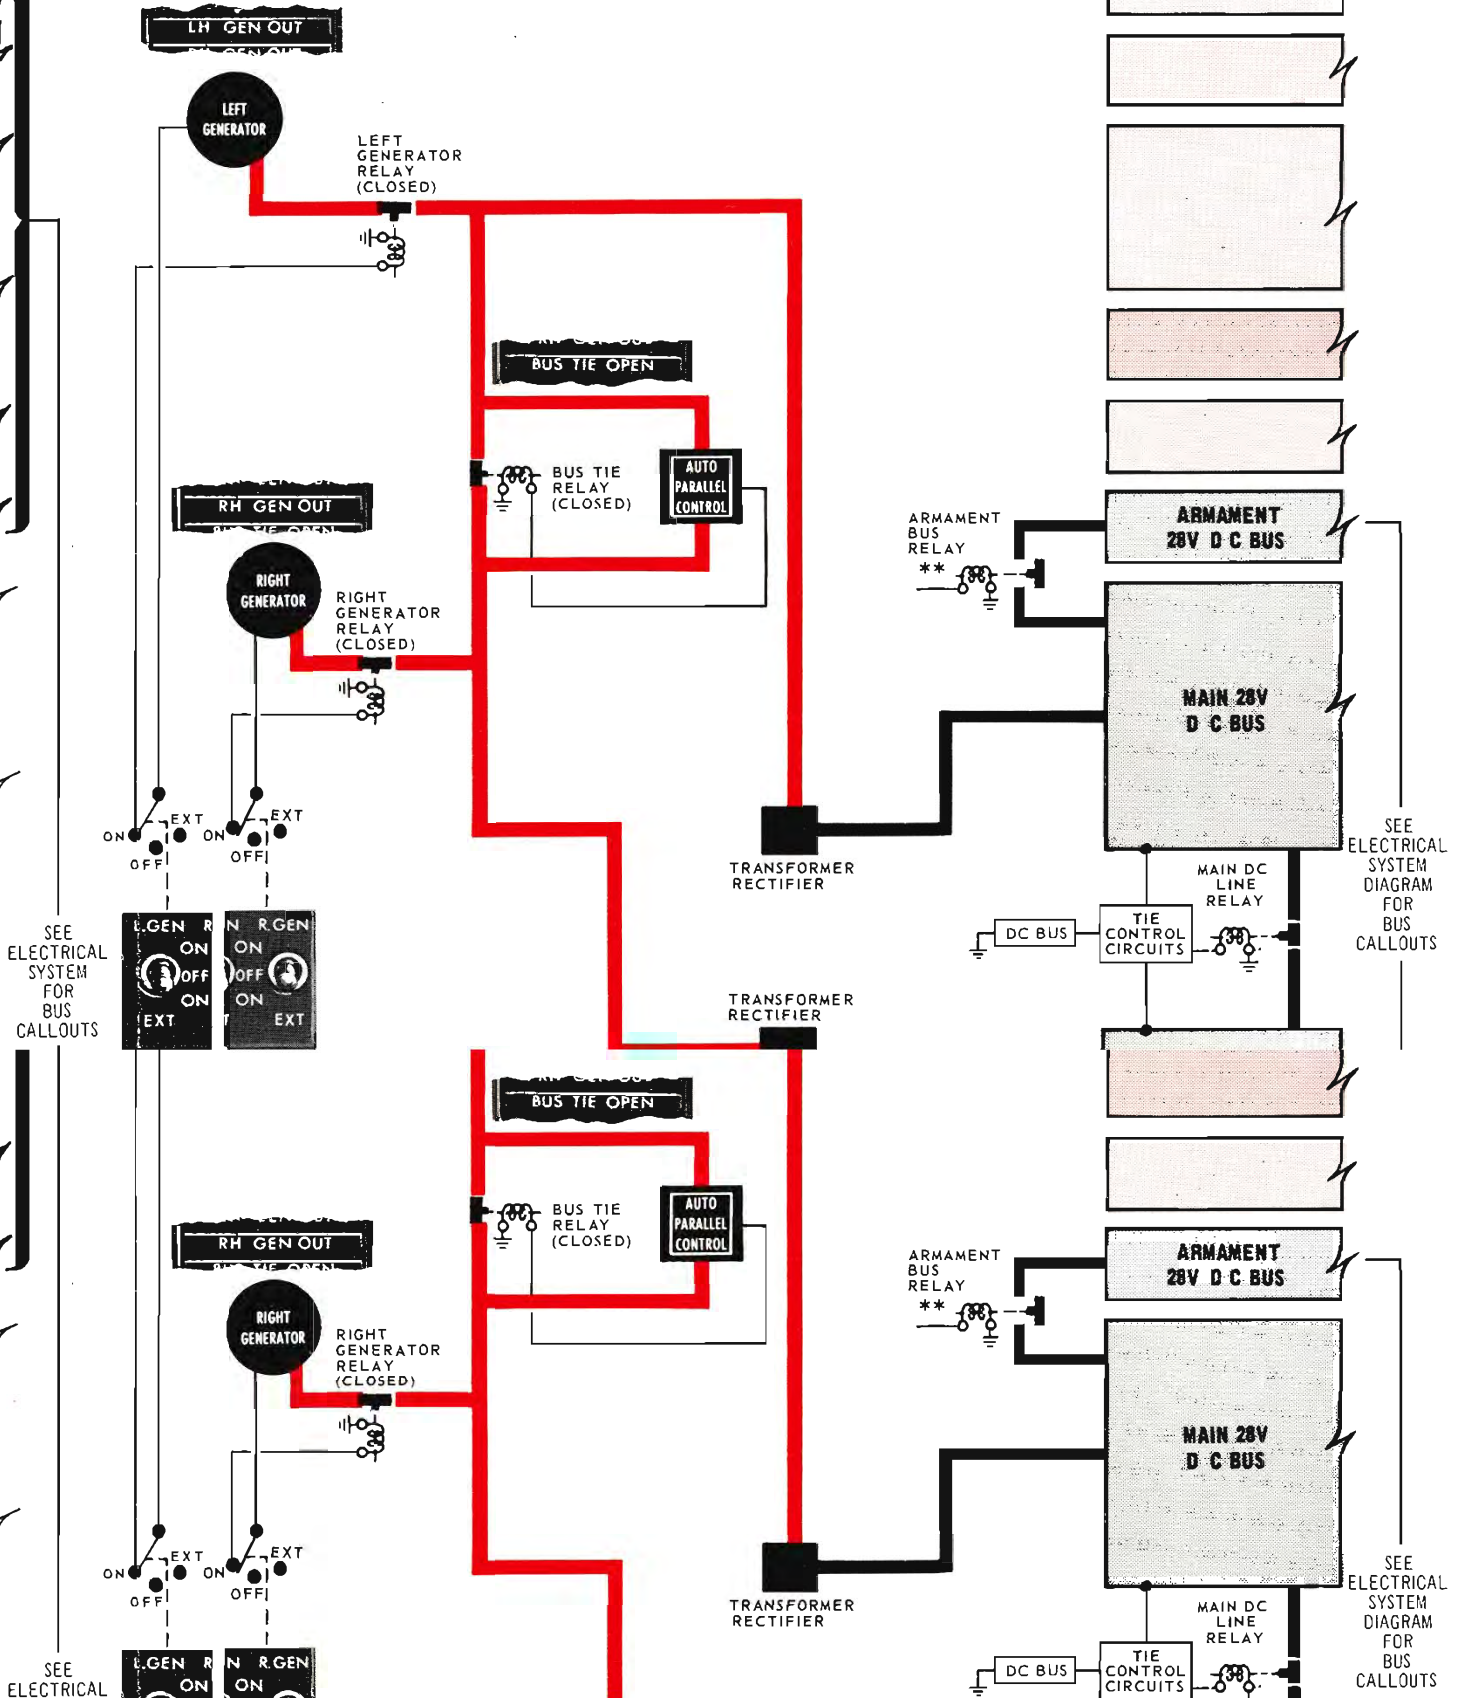 LH GEN OUT
LEFT
GENERATOR
LEFT
GENERATOR
RELAY
(CLOSED)
BUS TIE OPEN
BUS TIE
RELAY
(CLOSED)
AUTO
PARALLEL
CONTROL
RH GEN OUT
BUS TIE OPEN
RIGHT
GENERATOR
RIGHT
GENERATOR
RELAY
(CLOSED)
ARMAMENT
BUS
RELAY
**
ARMAMENT
28V D C BUS
MAIN 28V
D C BUS
ON
EXT
OFF
ON
EXT
OFF
TRANSFORMER
RECTIFIER
SEE
ELECTRICAL
SYSTEM
DIAGRAM
FOR
BUS
CALLOUTS
MAIN DC
LINE
RELAY
DC BUS
TIE
CONTROL
CIRCUITS
SEE
ELECTRICAL
SYSTEM
FOR
BUS
CALLOUTS
L.GEN R
ON
OFF
ON
EXT
N R.GEN
ON
OFF
ON
EXT
TRANSFORMER
RECTIFIER
BUS TIE OPEN
BUS TIE
RELAY
(CLOSED)
AUTO
PARALLEL
CONTROL
RH GEN OUT
BUS TIE OPEN
RIGHT
GENERATOR
RIGHT
GENERATOR
RELAY
(CLOSED)
ARMAMENT
BUS
RELAY
**
ARMAMENT
28V D C BUS
MAIN 28V
D C BUS
ON
EXT
OFF
ON
EXT
OFF
TRANSFORMER
RECTIFIER
SEE
ELECTRICAL
SYSTEM
DIAGRAM
FOR
BUS
CALLOUTS
MAIN DC
LINE
RELAY
DC BUS
TIE
CONTROL
CIRCUITS
SEE
ELECTRICAL
L.GEN R
ON
N R.GEN
ON